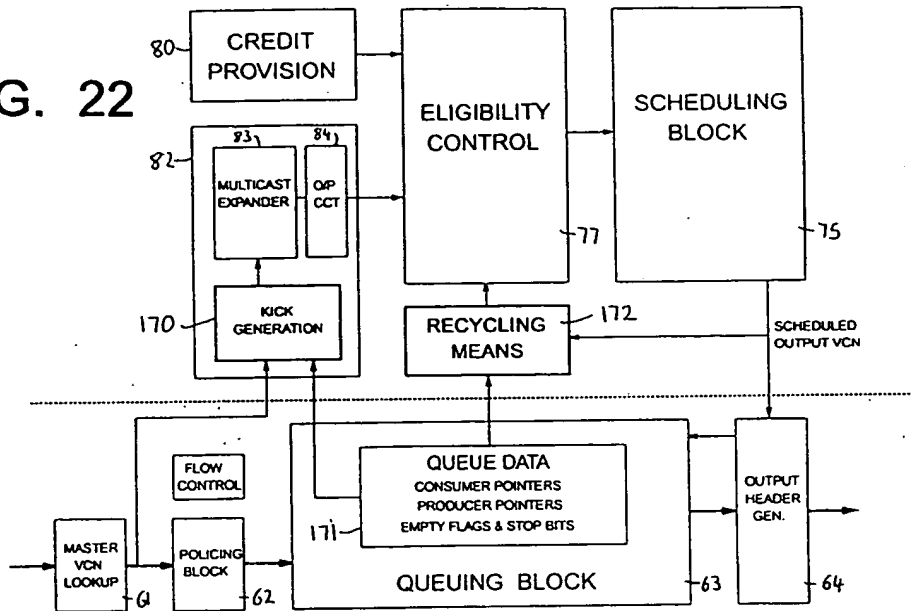 G. 22
80
CREDIT
PROVISION
ELIGIBILITY
CONTROL
77
SCHEDULING
BLOCK
75
82
83
84
MULTICAST
EXPANDER
O/P
CCT
170
KICK
GENERATION
RECYCLING
MEANS
172
SCHEDULED
OUTPUT VCN
FLOW
CONTROL
MASTER
VCN
LOOKUP
61
POLICING
BLOCK
62
QUEUE DATA
CONSUMER POINTERS
PRODUCER POINTERS
EMPTY FLAGS & STOP BITS
171
QUEUING BLOCK
63
OUTPUT
HEADER
GEN.
64